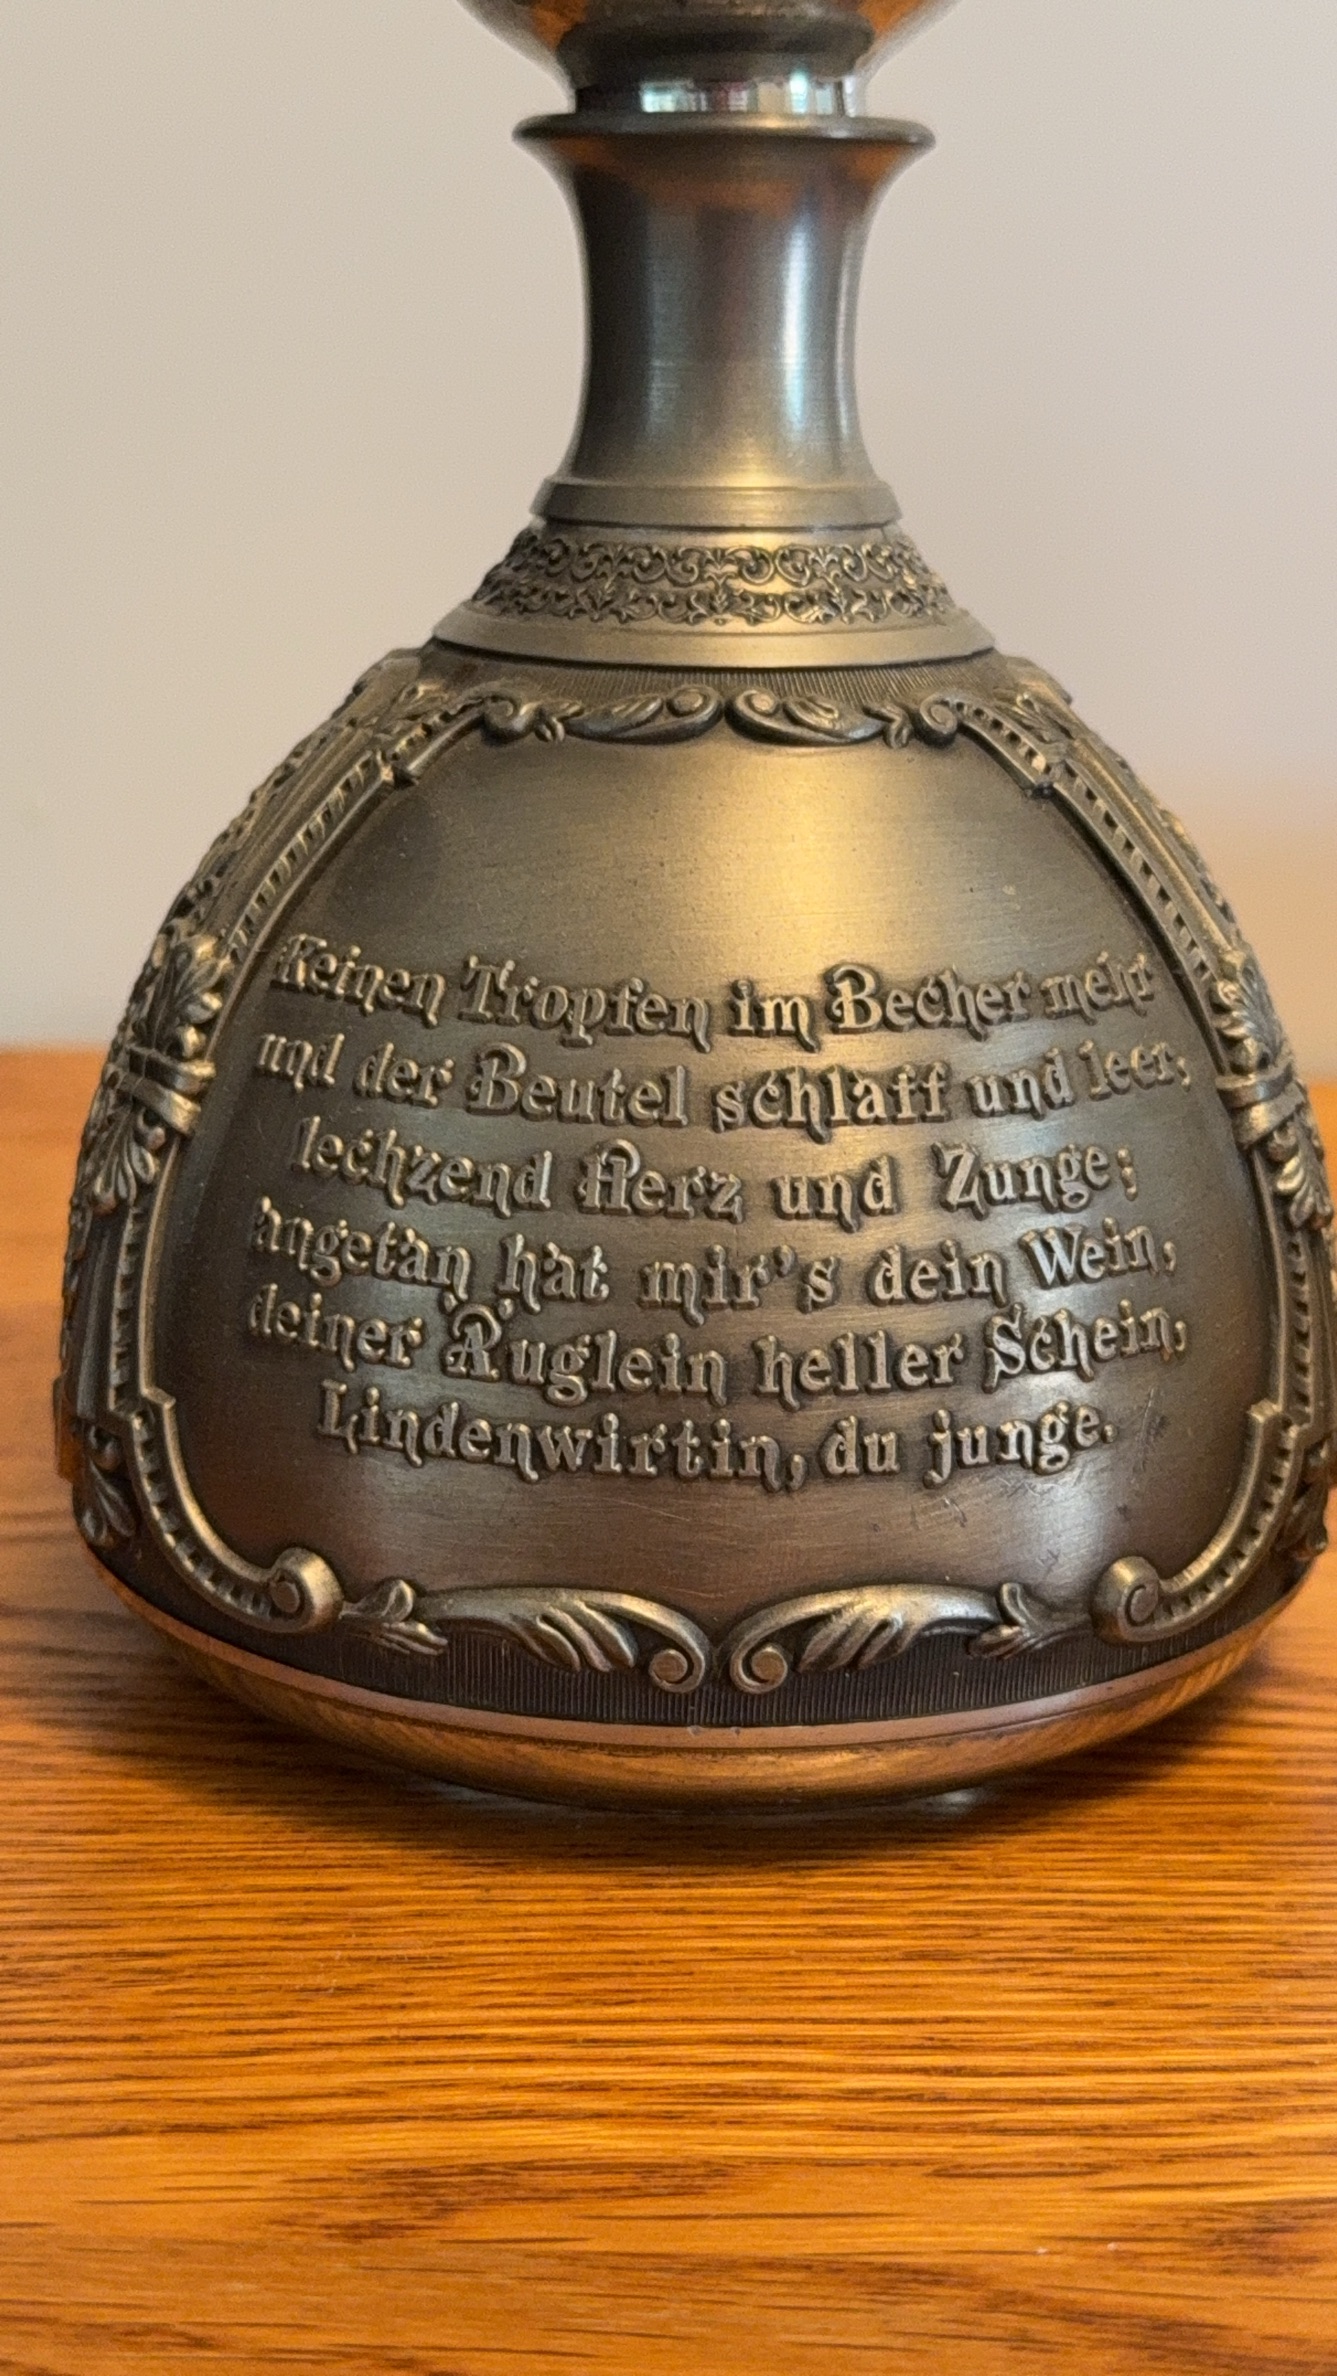 Keinen Tropfen im Becher mehr
und der Beutel schlaff und leer,
lechzend Herz und Zunge;
angetan hat mir's dein Wein,
deiner Äuglein heller Schein,
Lindenwirtin, du junge.